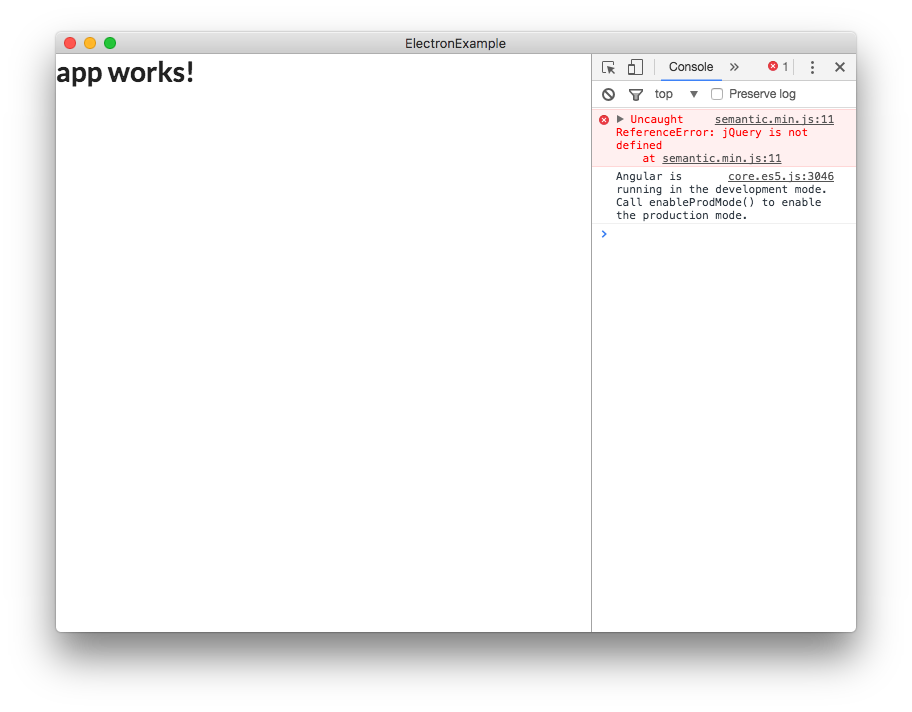 ElectronExample
app works!
Console » 1
top Preserve log
Uncaught semantic.min.js:11
ReferenceError: jQuery is not
defined
at semantic.min.js:11
Angular is core.es5.js:3046
running in the development mode.
Call enableProdMode() to enable
the production mode.
>